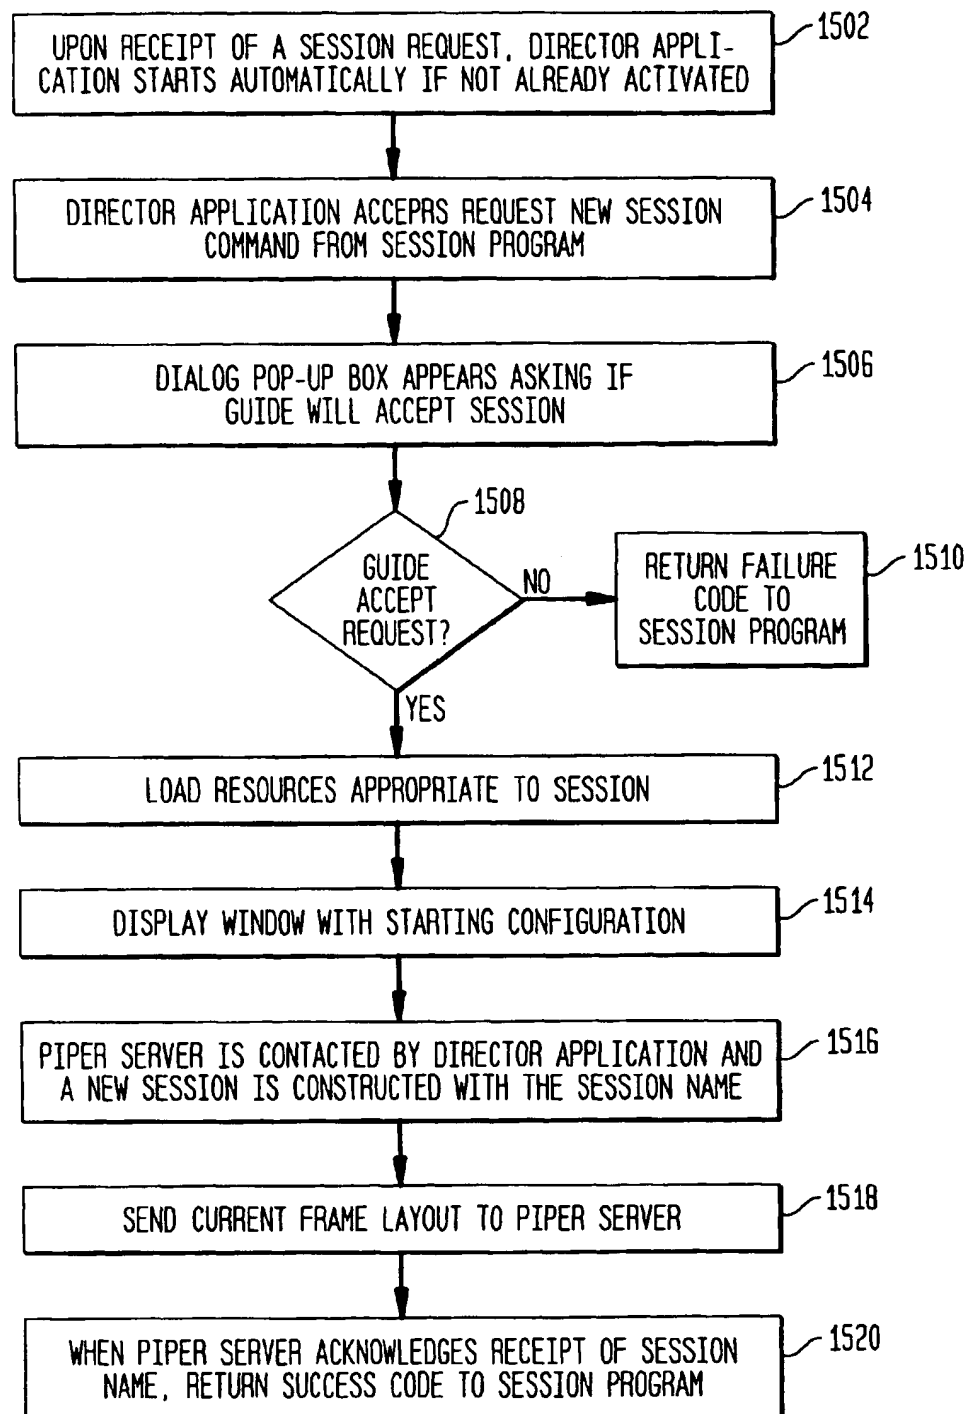 1502
UPON RECEIPT OF A SESSION REQUEST, DIRECTOR APPLI-
CATION STARTS AUTOMATICALLY IF NOT ALREADY ACTIVATED
1504
DIRECTOR APPLICATION ACCEPRS REQUEST NEW SESSION
COMMAND FROM SESSION PROGRAM
1506
DIALOG POP-UP BOX APPEARS ASKING IF
GUIDE WILL ACCEPT SESSION
1508
GUIDE
ACCEPT
REQUEST?
NO
1510
RETURN FAILURE
CODE TO
SESSION PROGRAM
YES
1512
LOAD RESOURCES APPROPRIATE TO SESSION
1514
DISPLAY WINDOW WITH STARTING CONFIGURATION
1516
PIPER SERVER IS CONTACTED BY DIRECTOR APPLICATION AND
A NEW SESSION IS CONSTRUCTED WITH THE SESSION NAME
1518
SEND CURRENT FRAME LAYOUT TO PIPER SERVER
1520
WHEN PIPER SERVER ACKNOWLEDGES RECEIPT OF SESSION
NAME, RETURN SUCCESS CODE TO SESSION PROGRAM